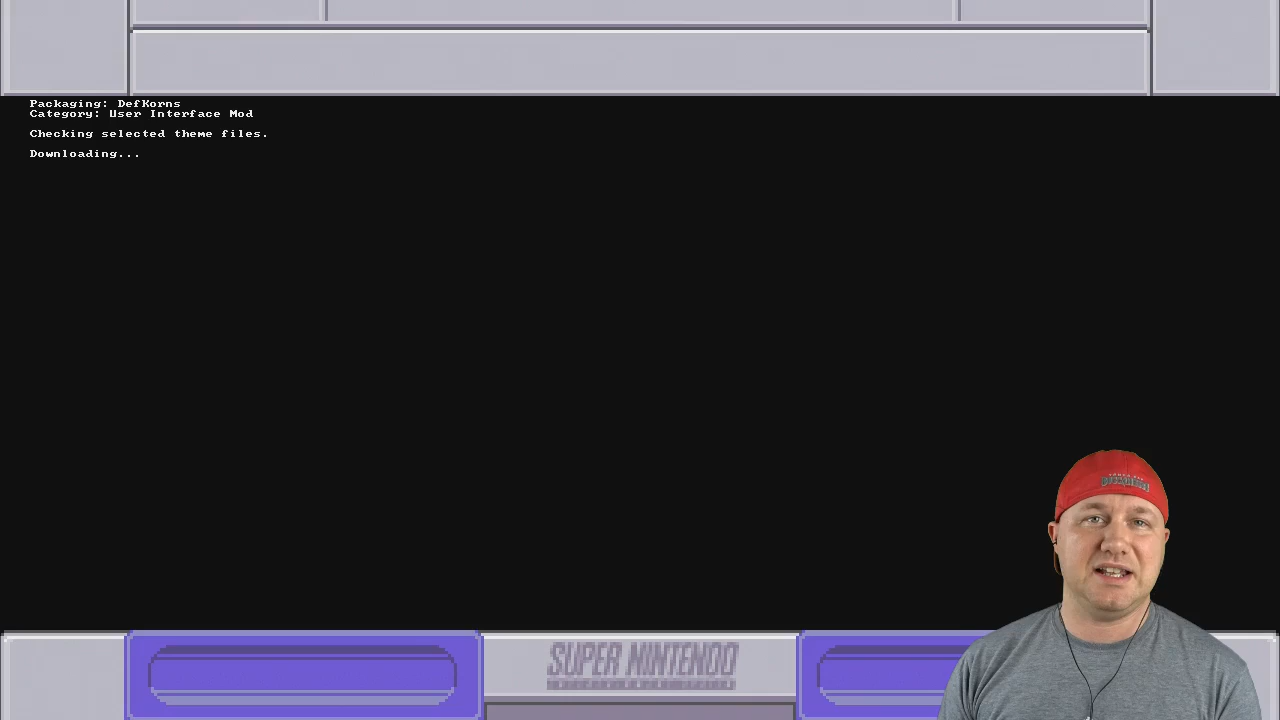 Packaging: DefKorns
Category: User Interface Mod
Checking selected theme files.
Downloading...
SUPER NINTENDO